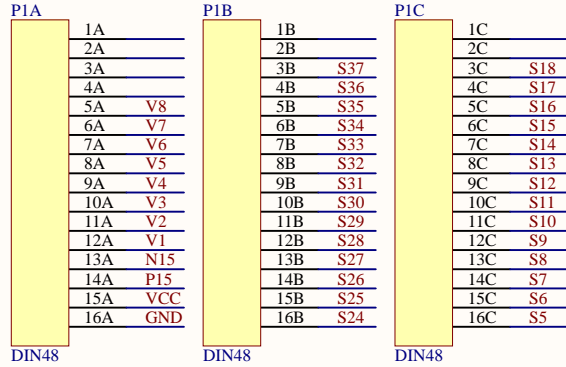 P1A P1B P1C
1A 1B 1C
2A 2B 2C
3A 3B S37 3C S18
4A 4B S36 4C S17
5A V8 5B S35 5C S16
6A V7 6B S34 6C S15
7A V6 7B S33 7C S14
8A V5 8B S32 8C S13
9A V4 9B S31 9C S12
10A V3 10B S30 10C S11
11A V2 11B S29 11C S10
12A V1 12B S28 12C S9
13A N15 13B S27 13C S8
14A P15 14B S26 14C S7
15A VCC 15B S25 15C S6
16A GND 16B S24 16C S5
DIN48 DIN48 DIN48